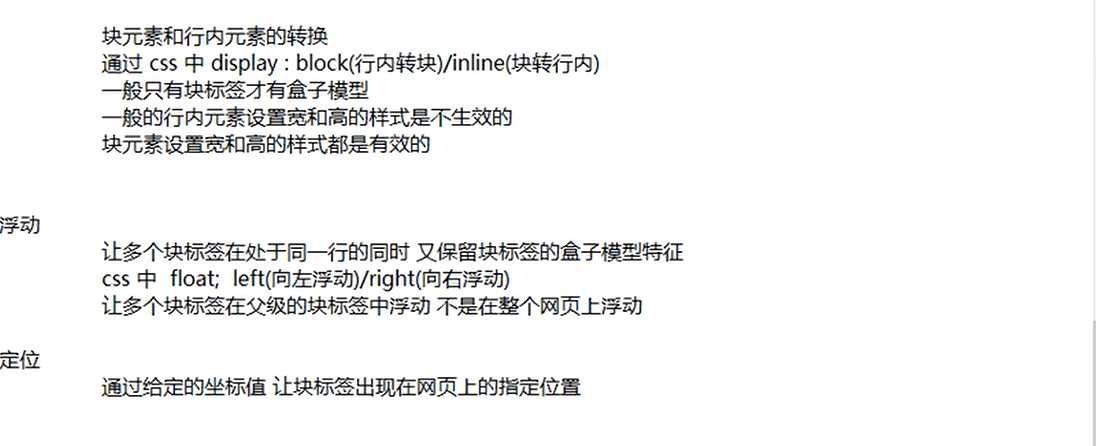 块元素和行内元素的转换
通过 css 中 display : block(行内转块)/inline(块转行内)
一般只有块标签才有盒子模型
一般的行内元素设置宽和高的样式是不生效的
块元素设置宽和高的样式都是有效的
浮动
让多个块标签在处于同一行的同时 又保留块标签的盒子模型特征
css 中 float; left(向左浮动)/right(向右浮动)
让多个块标签在父级的块标签中浮动 不是在整个网页上浮动
定位
通过给定的坐标值 让块标签出现在网页上的指定位置